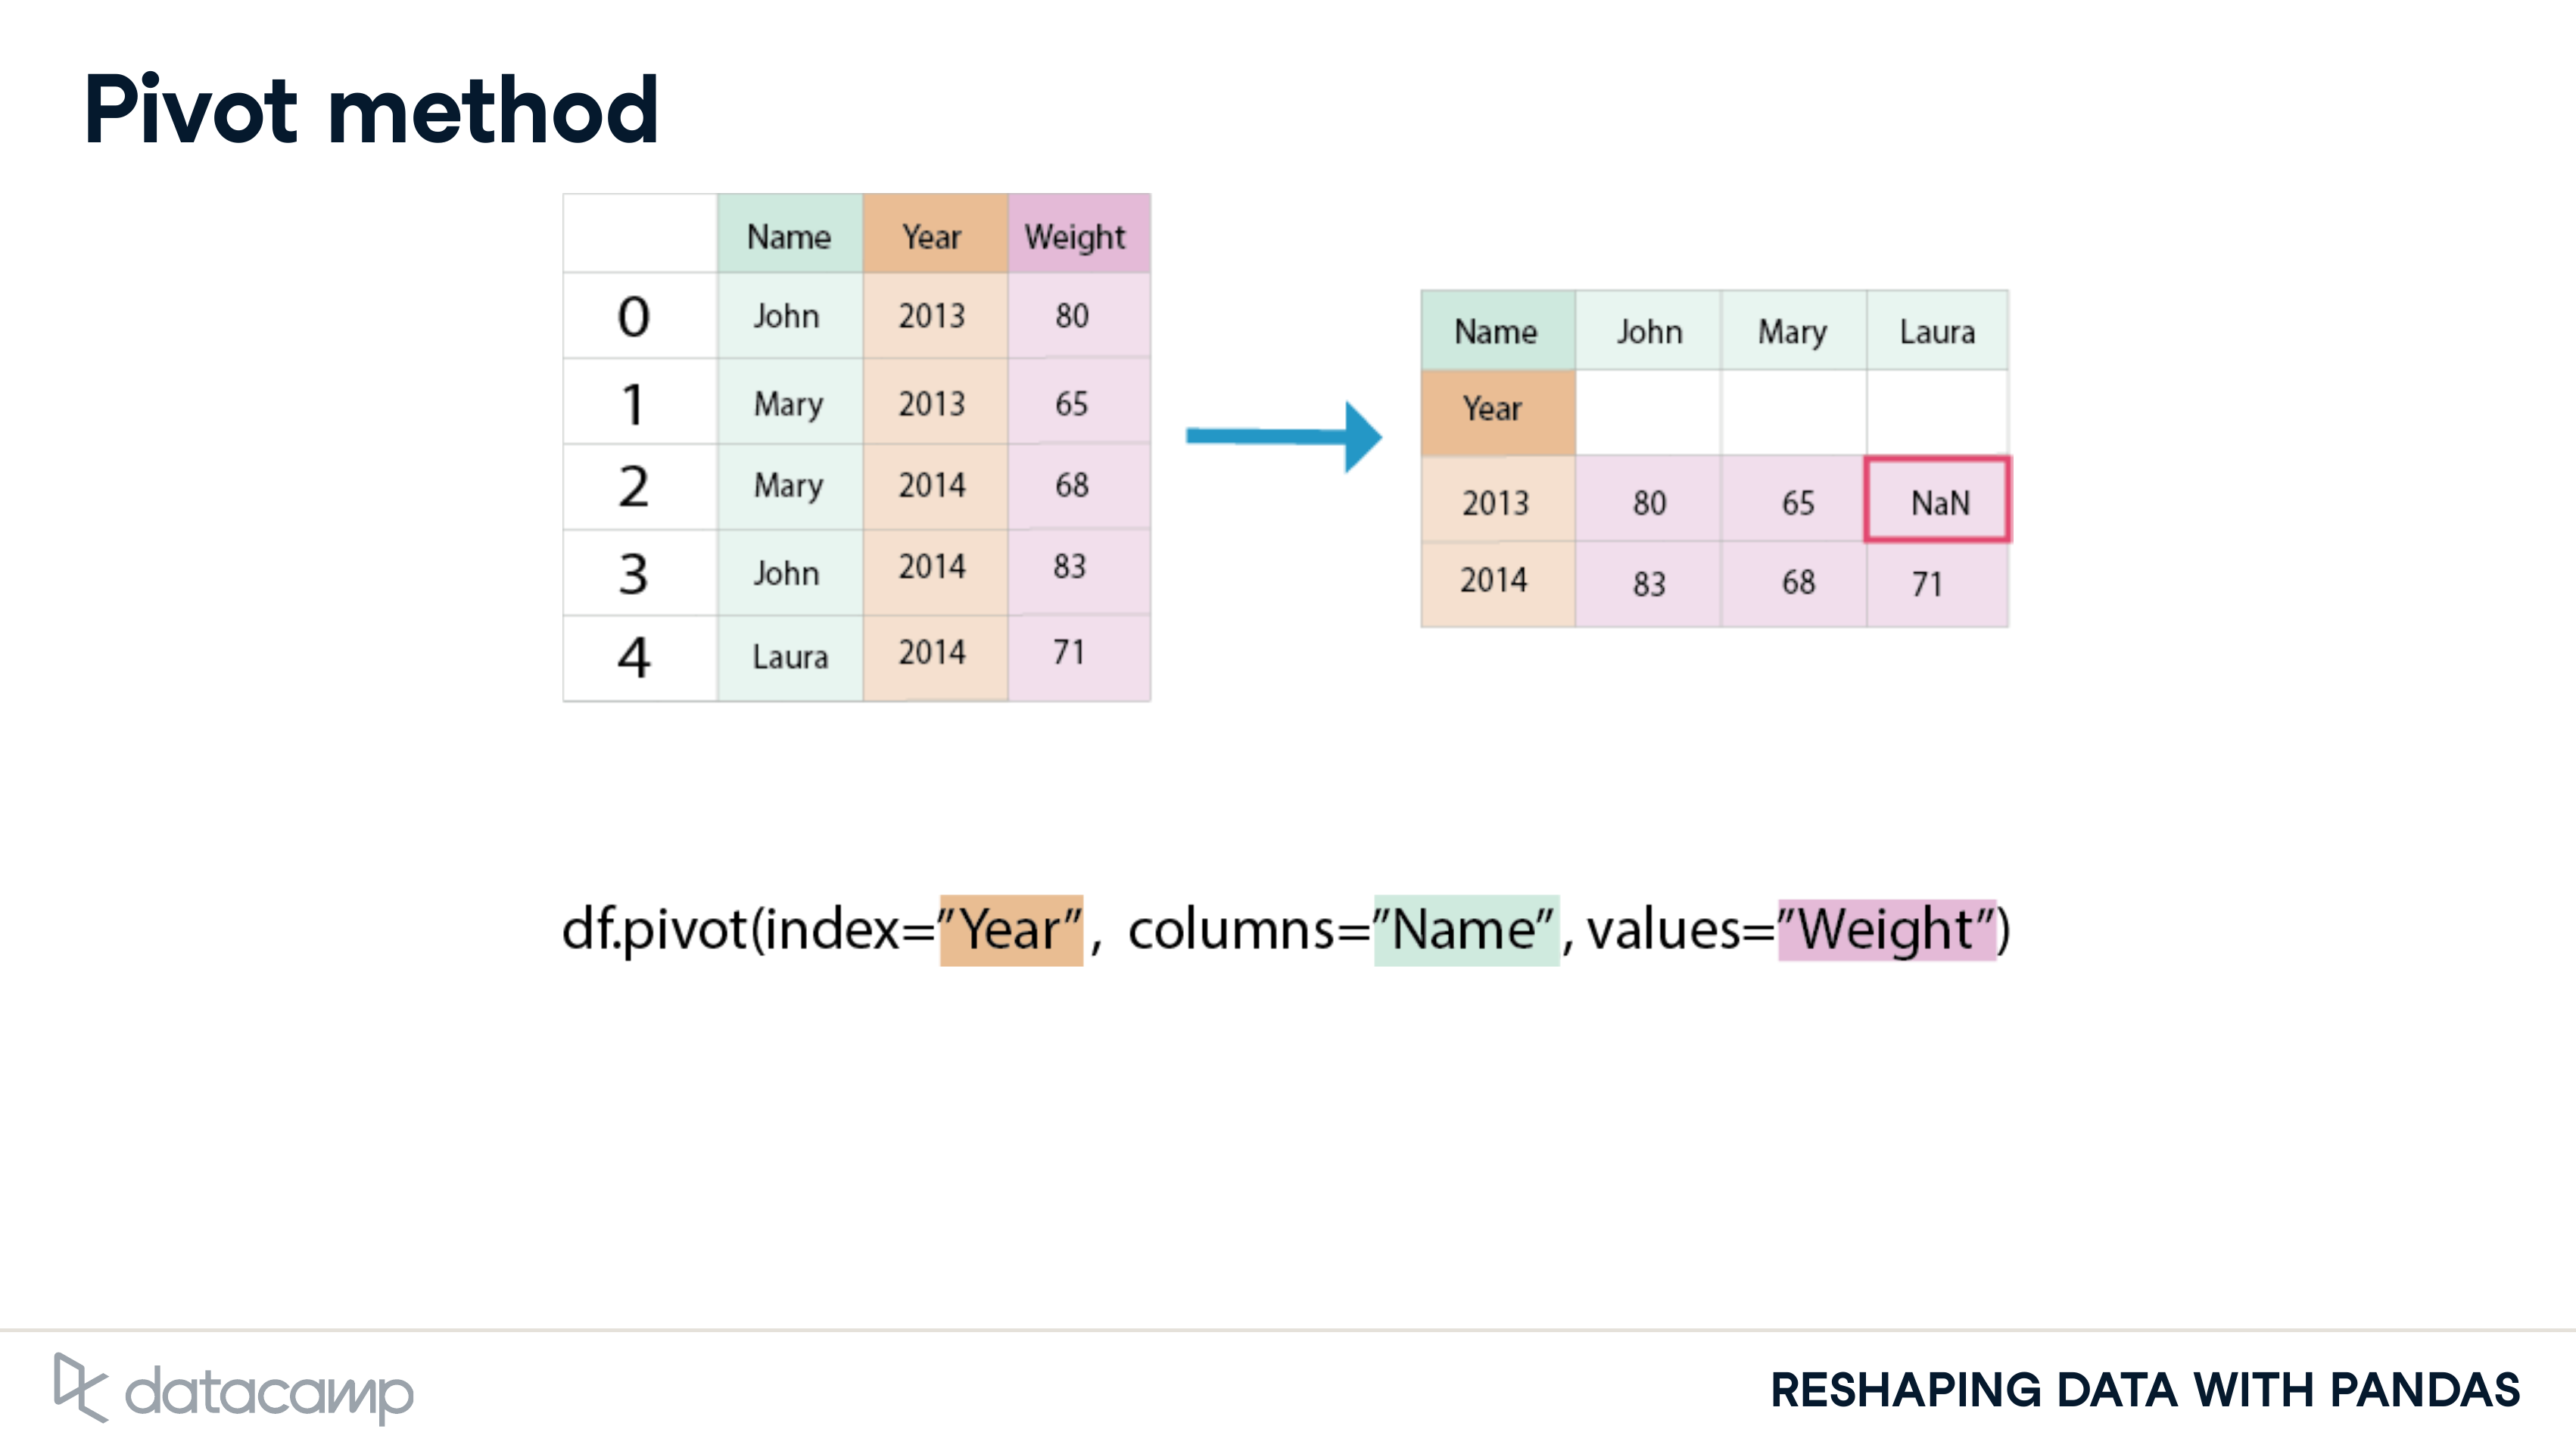 Pivot method
Name Year Weight
0 John 2013 80
1 Mary 2013 65
2 Mary 2014 68
3 John 2014 83
4 Laura 2014 71
Name John Mary Laura
Year
2013 80 65 NaN
2014 83 68 71
df.pivot(index=”Year”, columns=”Name”, values=”Weight”)
datacamp
RESHAPING DATA WITH PANDAS